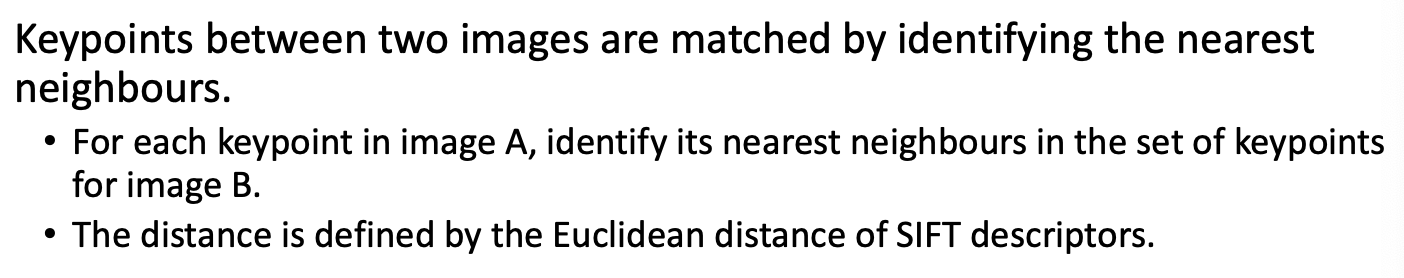 Keypoints between two images are matched by identifying the nearest
neighbours.
• For each keypoint in image A, identify its nearest neighbours in the set of keypoints
for image B.
• The distance is defined by the Euclidean distance of SIFT descriptors.